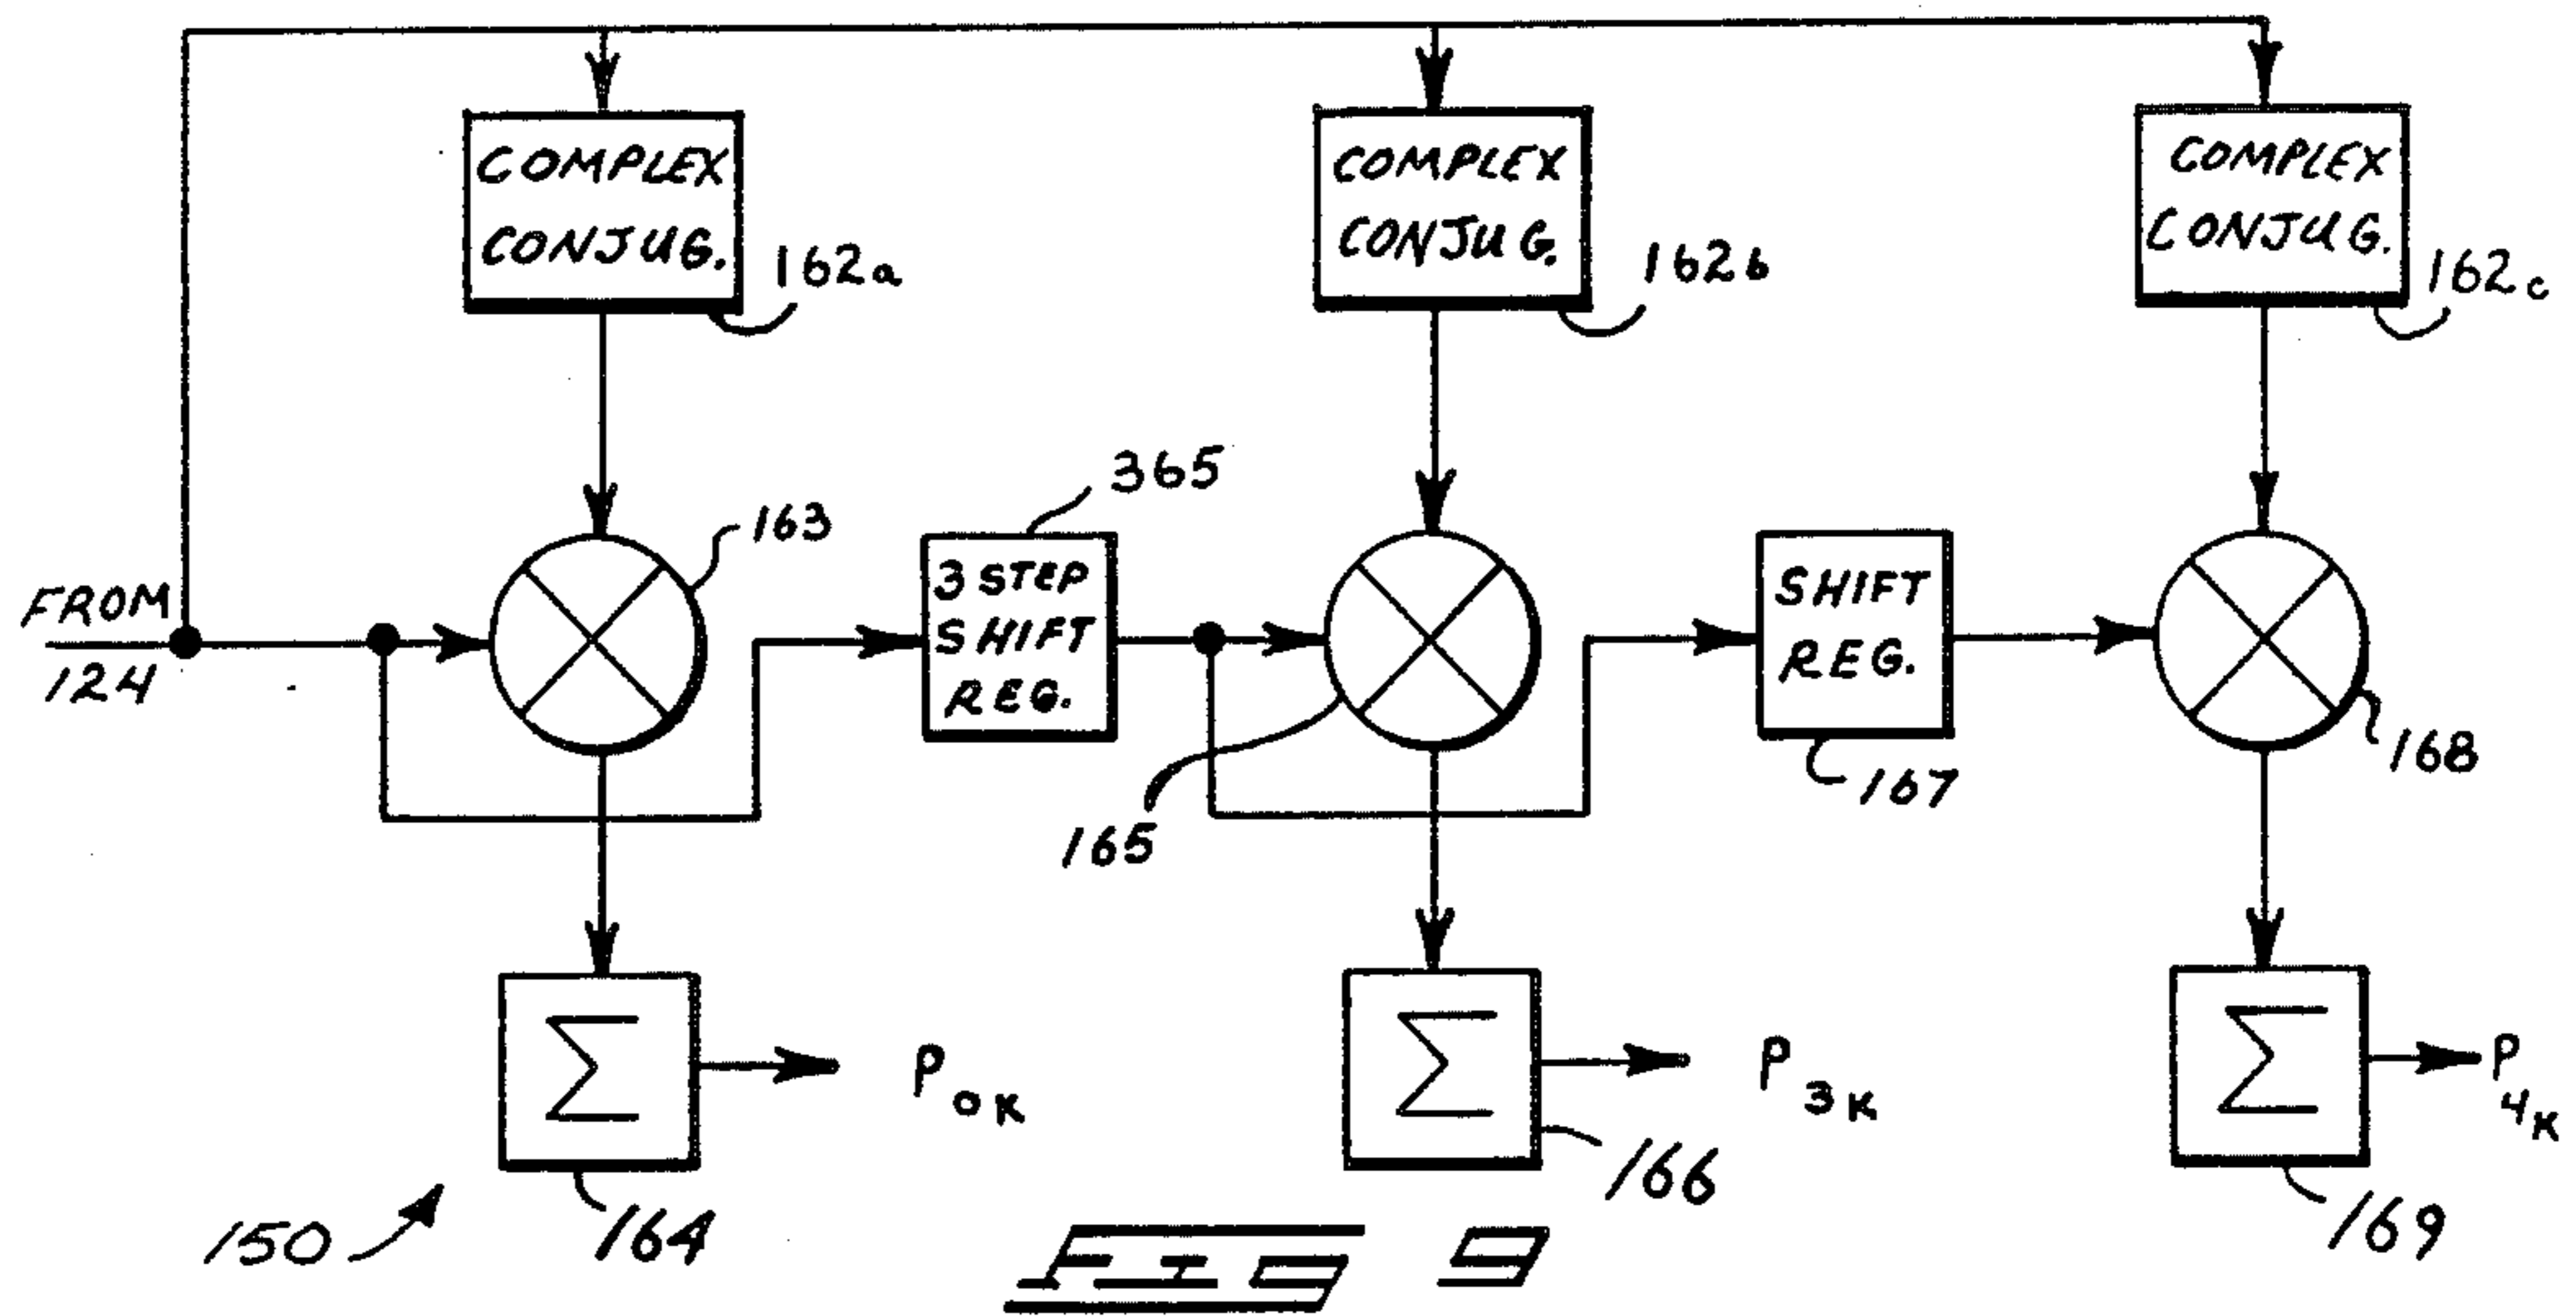 COMPLEX
CONJUG.
162a
COMPLEX
CONJUG.
162b
COMPLEX
CONJUG.
162c
FROM
124
163
365
3 STEP
SHIFT
REG.
165
SHIFT
REG.
167
168
Σ
P0K
164
Σ
P3K
166
Σ
P4K
169
150
FIG 9